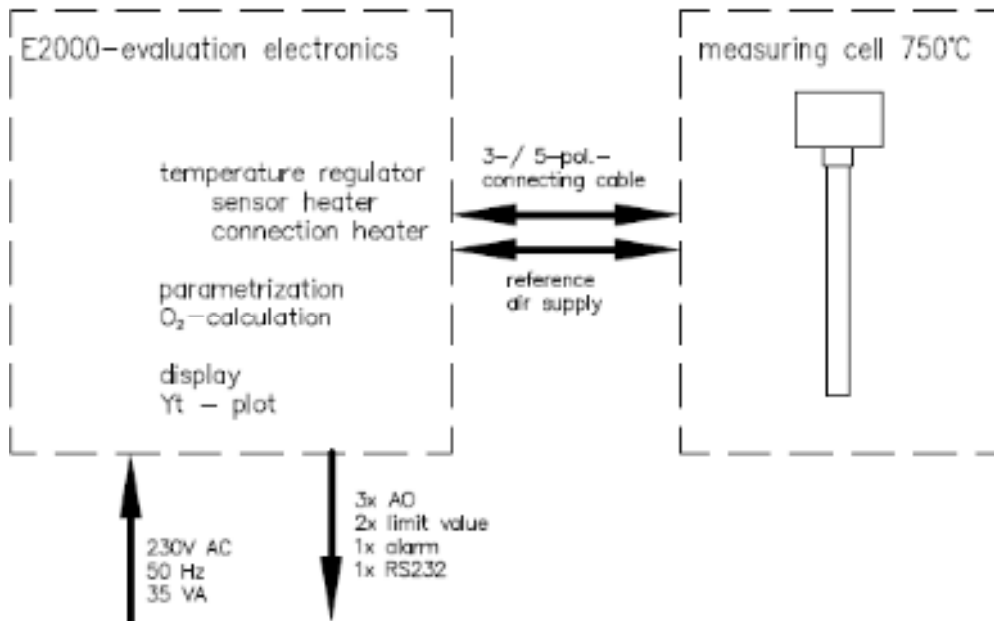 E2000-evaluation electronics
temperature regulator
sensor heater
connection heater
parametrization
O₂-calculation
display
Yt - plot
3-/ 5-pol.-
connecting cable
reference
air supply
measuring cell 750°C
230V AC
50 Hz
35 VA
3x AO
2x limit value
1x alarm
1x RS232